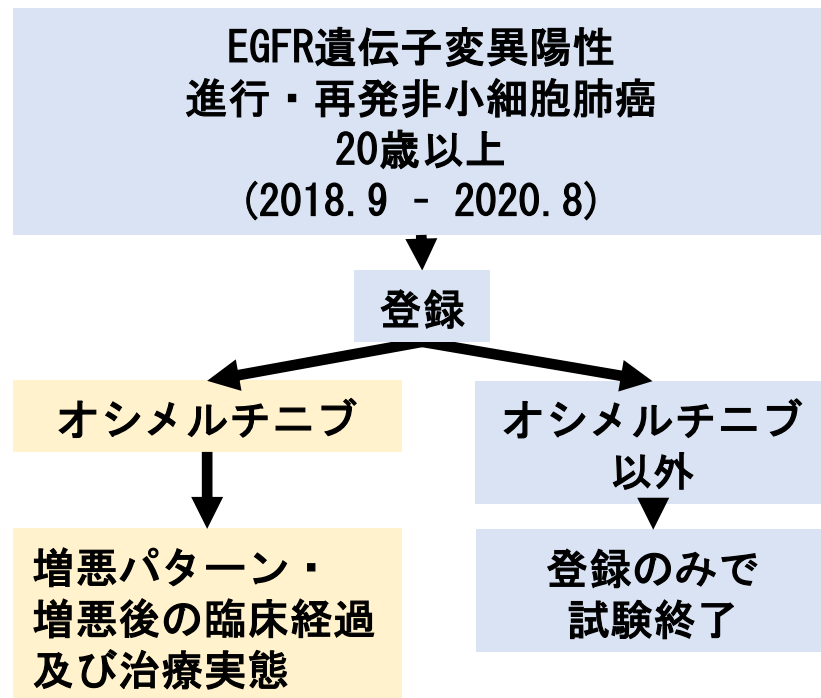 EGFR遺伝子変異陽性
進行・再発非小細胞肺癌
20歳以上
(2018.9 - 2020.8)
登録
オシメルチニブ
オシメルチニブ
以外
増悪パターン・
増悪後の臨床経過
及び治療実態
登録のみで
試験終了